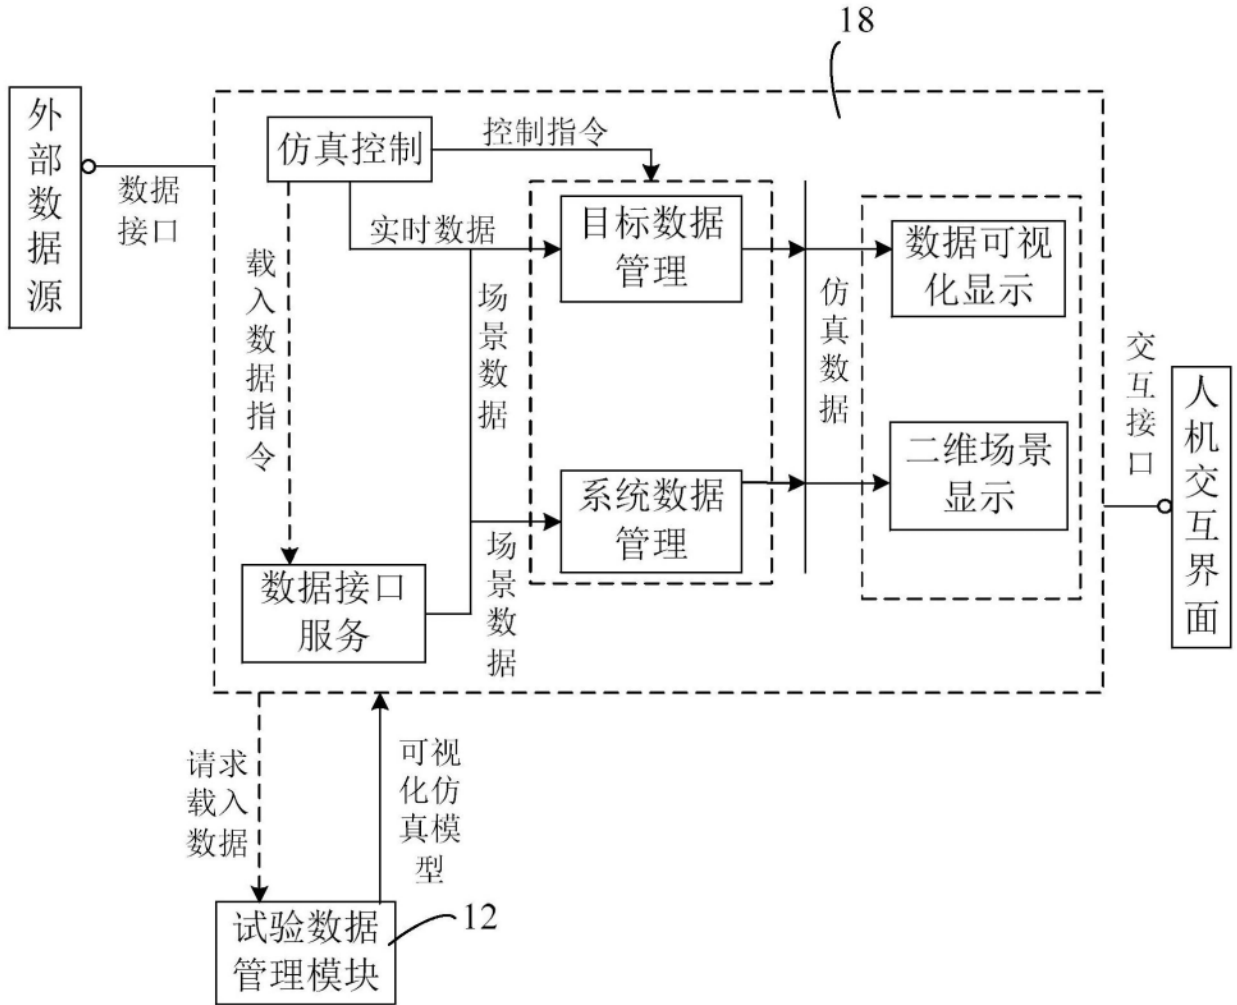 18
外部数据源
数据
接口
仿真控制
控制指令
实时数据
载入数据指令
场景数据
目标数据
管理
仿真数据
数据可视
化显示
交互接口
人机交互界面
二维场景
显示
系统数据
管理
场景数据
数据接口
服务
请求
载入
数据
可视
化仿
真模
型
12
试验数据
管理模块